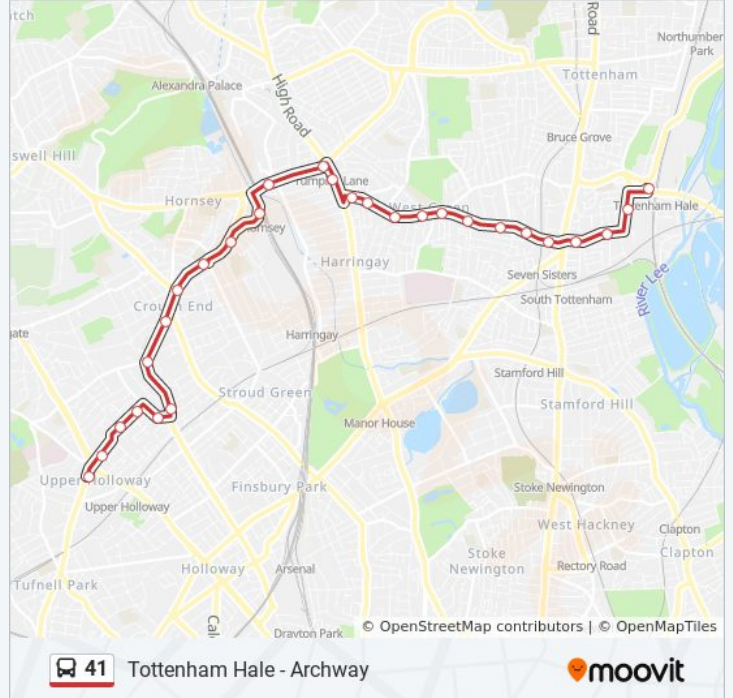 Road
Northumber
Park
Tottenham
Alexandra Palace
High Road
Bruce Grove
swell Hill
Hornsey
Lane
West Green
Tottenham Hale
Harringay
Seven Sisters
River Lee
South Tottenham
Crouch End
gate
Harringay
Stamford Hill
Stroud Green
Stamford Hill
Manor House
Upper Holloway
Finsbury Park
Stoke Newington
Upper Holloway
West Hackney
Clapton
Stoke
Newington
Clapton
Holloway
Arsenal
Rectory Road
Tufnell Park
Cal
Drayton Park
© OpenStreetMap contributors | © OpenMapTiles
41 Tottenham Hale - Archway
moovit